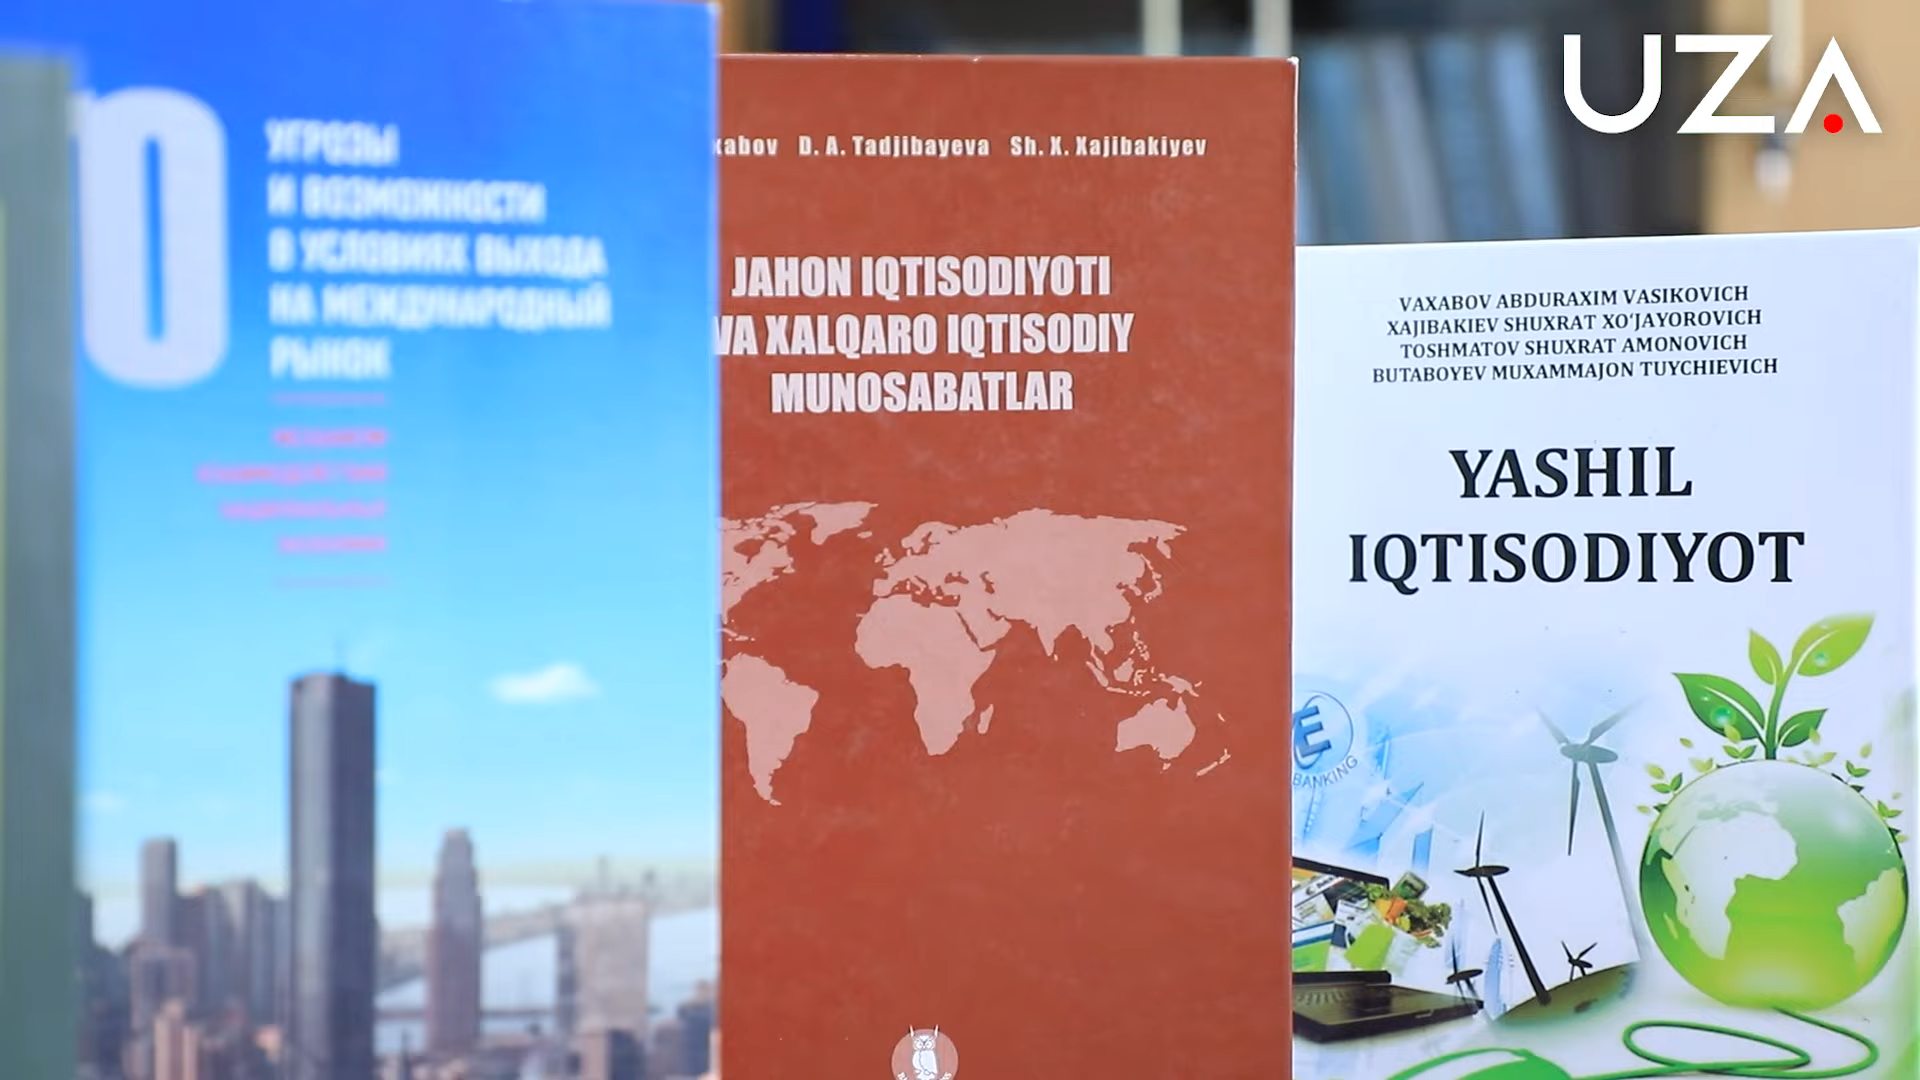 UZA
УГРОЗЫ
И ВОЗМОЖНОСТИ
В УСЛОВИЯХ ВЫХОДА
НА МЕЖДУНАРОДНЫЙ
РЫНОК
D. A. Tadjibayeva Sh. X. Xajibakiyev
JAHON IQTISODIYOTI
VA XALQARO IQTISODIY
MUNOSABATLAR
VAXABOV ABDURAXIM VASIKOVICH
XAJIBAKIEV SHUXRAT XO‘JAYOROVICH
TOSHMATOV SHUXRAT AMONOVICH
BUTABOYEV MUXAMMAJON TUYCHIEVICH
YASHIL
IQTISODIYOT
E
BANKING